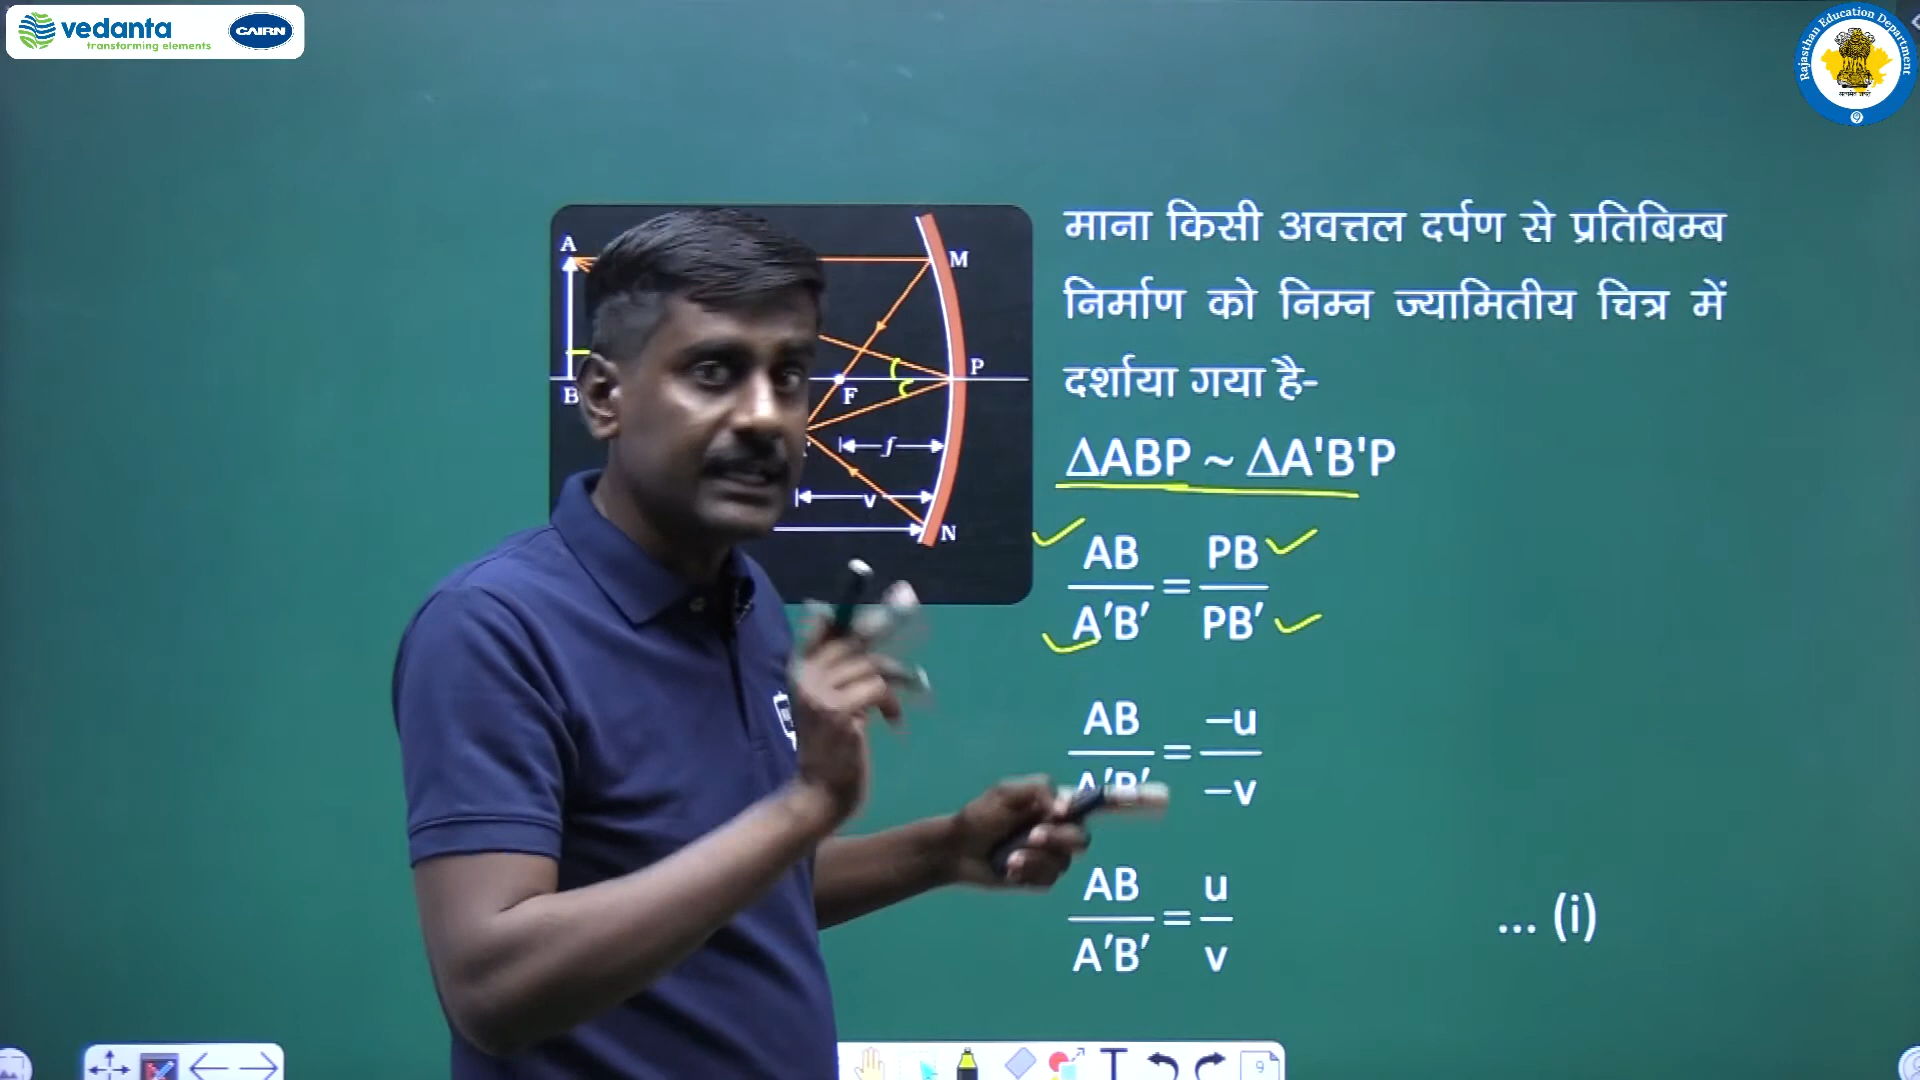 vedanta
transforming elements
CAIRN
Rajasthan Education Department
माना किसी अवत्तल दर्पण से प्रतिबिम्ब
निर्माण को निम्न ज्यामितीय चित्र में
दर्शाया गया है-
ΔABP ~ ΔA'B'P
AB/A′B′ = PB/PB′
AB/A′B′ = –u/–v
AB/A′B′ = u/v ... (i)
A
M
P
B
F
f
v
N
T
9